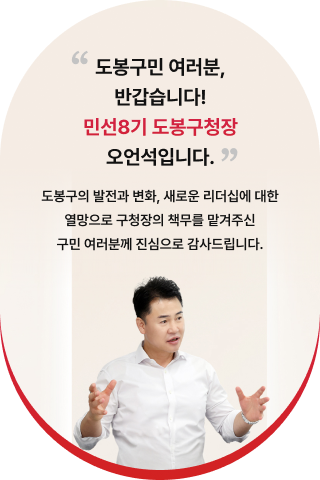 “ 도봉구민 여러분,
반갑습니다!
민선8기 도봉구청장
오언석입니다. ”
도봉구의 발전과 변화, 새로운 리더십에 대한
열망으로 구청장의 책무를 맡겨주신
구민 여러분께 진심으로 감사드립니다.